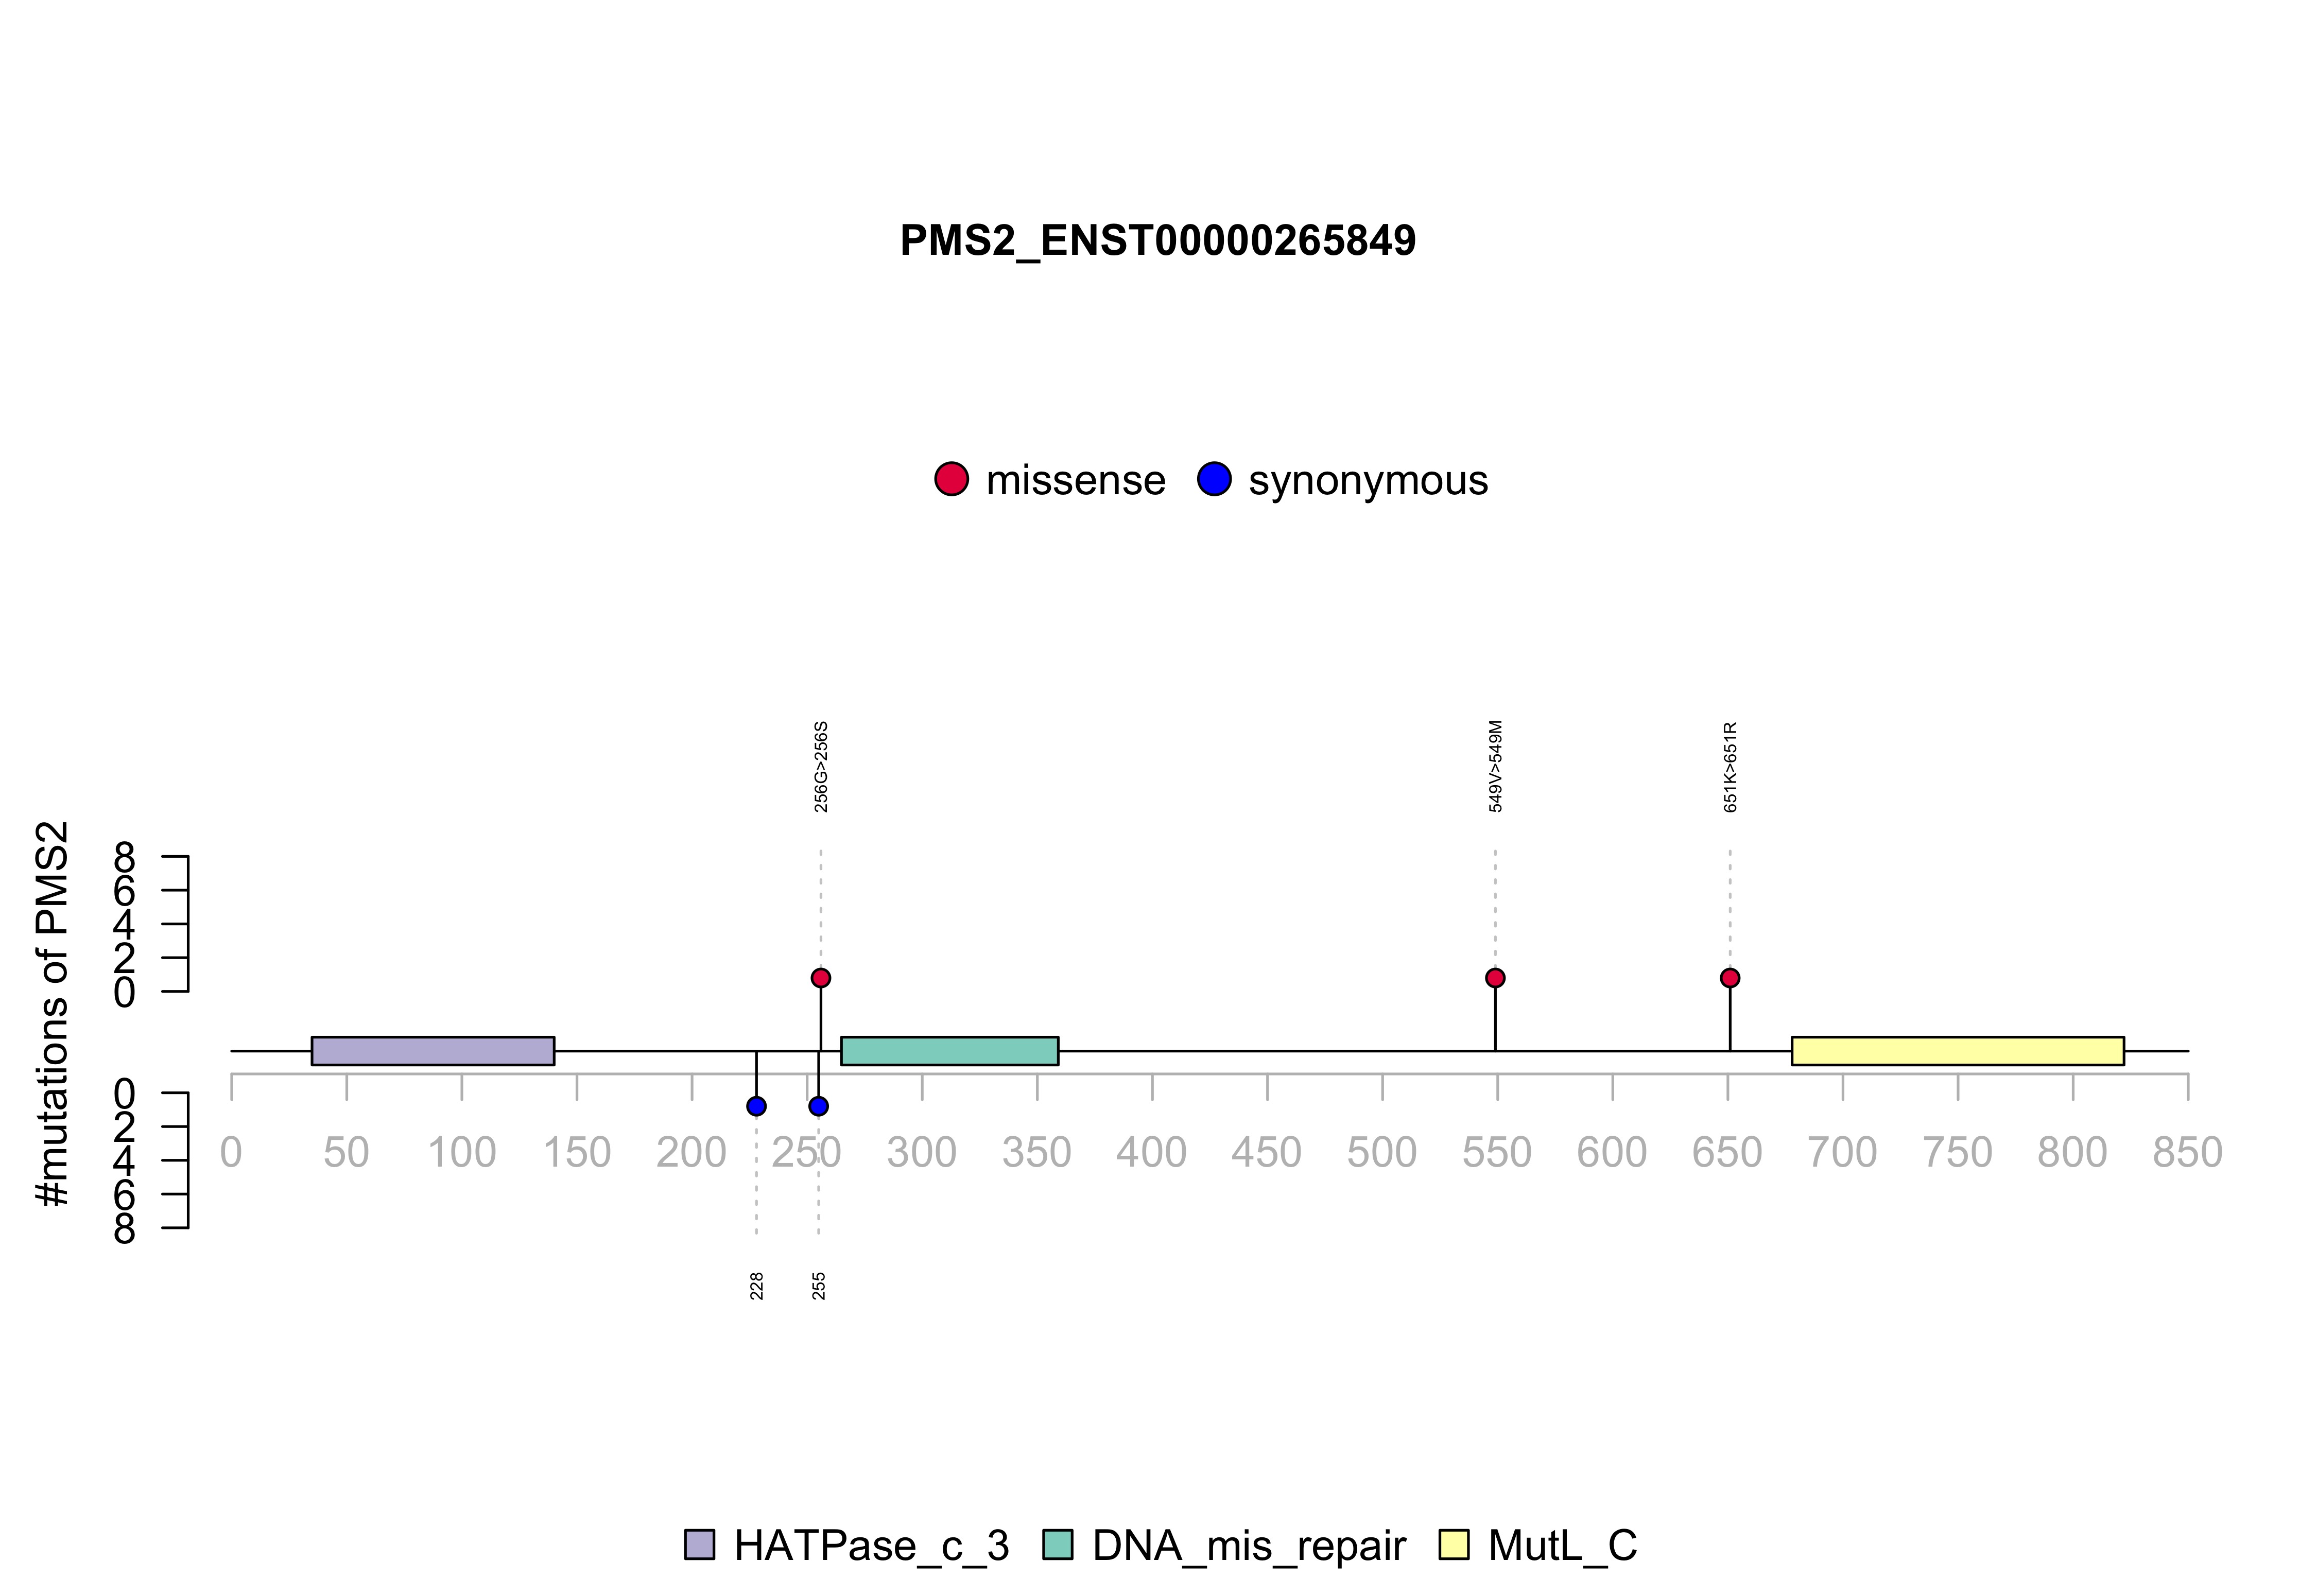 PMS2_ENST00000265849
missense synonymous
256G>256S
549V>549M
651K>651R
#mutations of PMS2
8
6
4
2
0
0
2
4
6
8
0 50 100 150 200 250 300 350 400 450 500 550 600 650 700 750 800 850
228
255
HATPase_c_3 DNA_mis_repair MutL_C